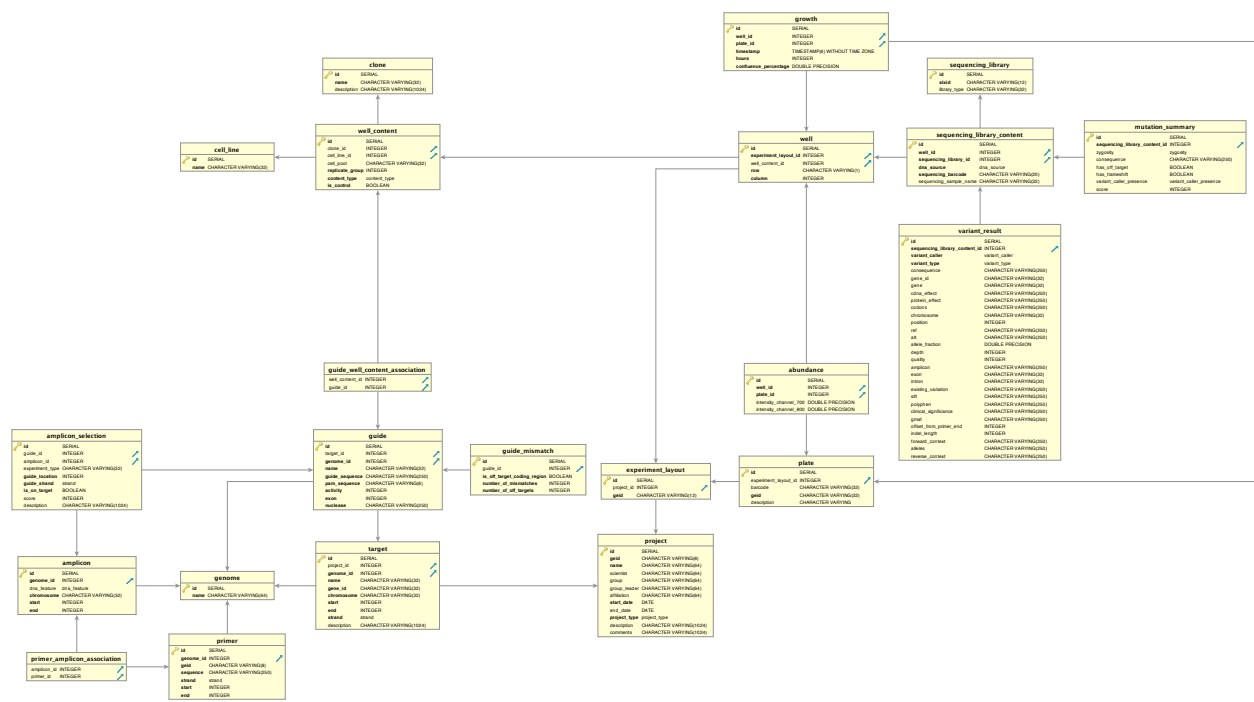 growth
id SERIAL
well_id INTEGER
plate_id INTEGER
timestamp TIMESTAMP(6) WITHOUT TIME ZONE
hours INTEGER
confluence_percentage DOUBLE PRECISION
clone
id SERIAL
name CHARACTER VARYING(32)
description CHARACTER VARYING(1024)
sequencing_library
id SERIAL
slxid CHARACTER VARYING(12)
library_type CHARACTER VARYING(32)
cell_line
id SERIAL
name CHARACTER VARYING(32)
well_content
id SERIAL
clone_id INTEGER
cell_line_id INTEGER
cell_pool CHARACTER VARYING(32)
replicate_group INTEGER
content_type content_type
is_control BOOLEAN
well
id SERIAL
experiment_layout_id INTEGER
well_content_id INTEGER
row CHARACTER VARYING(1)
column INTEGER
sequencing_library_content
id SERIAL
well_id INTEGER
sequencing_library_id INTEGER
dna_source dna_source
sequencing_barcode CHARACTER VARYING(20)
sequencing_sample_name CHARACTER VARYING(32)
mutation_summary
id SERIAL
sequencing_library_content_id INTEGER
zygosity zygosity
consequence CHARACTER VARYING(250)
has_off_target BOOLEAN
has_frameshift BOOLEAN
variant_caller_presence variant_caller_presence
score INTEGER
variant_result
id SERIAL
sequencing_library_content_id INTEGER
variant_caller variant_caller
variant_type variant_type
consequence CHARACTER VARYING(250)
gene_id CHARACTER VARYING(32)
gene CHARACTER VARYING(32)
cdna_effect CHARACTER VARYING(250)
protein_effect CHARACTER VARYING(250)
codons CHARACTER VARYING(250)
chromosome CHARACTER VARYING(32)
position INTEGER
ref CHARACTER VARYING(250)
alt CHARACTER VARYING(250)
allele_fraction DOUBLE PRECISION
depth INTEGER
quality INTEGER
amplicon CHARACTER VARYING(250)
exon CHARACTER VARYING(32)
intron CHARACTER VARYING(32)
existing_variation CHARACTER VARYING(250)
sift CHARACTER VARYING(250)
polyphen CHARACTER VARYING(250)
clinical_significance CHARACTER VARYING(250)
gmaf CHARACTER VARYING(250)
offset_from_primer_end INTEGER
indel_length INTEGER
forward_context CHARACTER VARYING(250)
alleles CHARACTER VARYING(250)
reverse_context CHARACTER VARYING(250)
guide_well_content_association
well_content_id INTEGER
guide_id INTEGER
abundance
id SERIAL
well_id INTEGER
plate_id INTEGER
intensity_channel_700 DOUBLE PRECISION
intensity_channel_800 DOUBLE PRECISION
amplicon_selection
id SERIAL
guide_id INTEGER
amplicon_id INTEGER
experiment_type CHARACTER VARYING(32)
guide_location INTEGER
guide_strand strand
is_on_target BOOLEAN
score INTEGER
description CHARACTER VARYING(1024)
guide
id SERIAL
target_id INTEGER
genome_id INTEGER
name CHARACTER VARYING(32)
guide_sequence CHARACTER VARYING(250)
pam_sequence CHARACTER VARYING(6)
activity INTEGER
exon INTEGER
nuclease CHARACTER VARYING(250)
guide_mismatch
id SERIAL
guide_id INTEGER
is_off_target_coding_region BOOLEAN
number_of_mismatches INTEGER
number_of_off_targets INTEGER
experiment_layout
id SERIAL
project_id INTEGER
geid CHARACTER VARYING(12)
plate
id SERIAL
experiment_layout_id INTEGER
barcode CHARACTER VARYING(32)
geid CHARACTER VARYING(32)
description CHARACTER VARYING
amplicon
id SERIAL
genome_id INTEGER
dna_feature dna_feature
chromosome CHARACTER VARYING(32)
start INTEGER
end INTEGER
genome
id SERIAL
name CHARACTER VARYING(64)
target
id SERIAL
project_id INTEGER
genome_id INTEGER
name CHARACTER VARYING(32)
gene_id CHARACTER VARYING(32)
chromosome CHARACTER VARYING(32)
start INTEGER
end INTEGER
strand strand
description CHARACTER VARYING(1024)
project
id SERIAL
geid CHARACTER VARYING(8)
name CHARACTER VARYING(64)
scientist CHARACTER VARYING(64)
group CHARACTER VARYING(64)
group_leader CHARACTER VARYING(64)
affiliation CHARACTER VARYING(64)
start_date DATE
end_date DATE
project_type project_type
description CHARACTER VARYING(1024)
comments CHARACTER VARYING(1024)
primer_amplicon_association
amplicon_id INTEGER
primer_id INTEGER
primer
id SERIAL
genome_id INTEGER
geid CHARACTER VARYING(8)
sequence CHARACTER VARYING(250)
strand strand
start INTEGER
end INTEGER